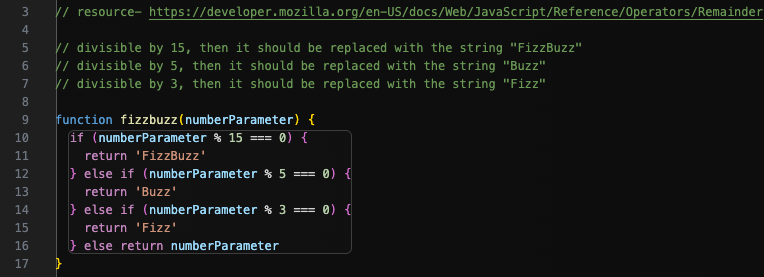 3 // resource- https://developer.mozilla.org/en-US/docs/Web/JavaScript/Reference/Operators/Remainder
4
5 // divisible by 15, then it should be replaced with the string "FizzBuzz"
6 // divisible by 5, then it should be replaced with the string "Buzz"
7 // divisible by 3, then it should be replaced with the string "Fizz"
8
9 function fizzbuzz(numberParameter) {
10   if (numberParameter % 15 === 0) {
11     return 'FizzBuzz'
12   } else if (numberParameter % 5 === 0) {
13     return 'Buzz'
14   } else if (numberParameter % 3 === 0) {
15     return 'Fizz'
16   } else return numberParameter
17 }